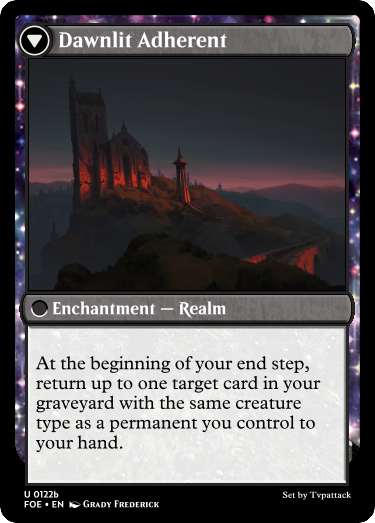 Dawnlit Adherent
Enchantment — Realm
At the beginning of your end step,
return up to one target card in your
graveyard with the same creature
type as a permanent you control to
your hand.
U 0122b
FOE • EN Grady Frederick
Set by Tvpattack